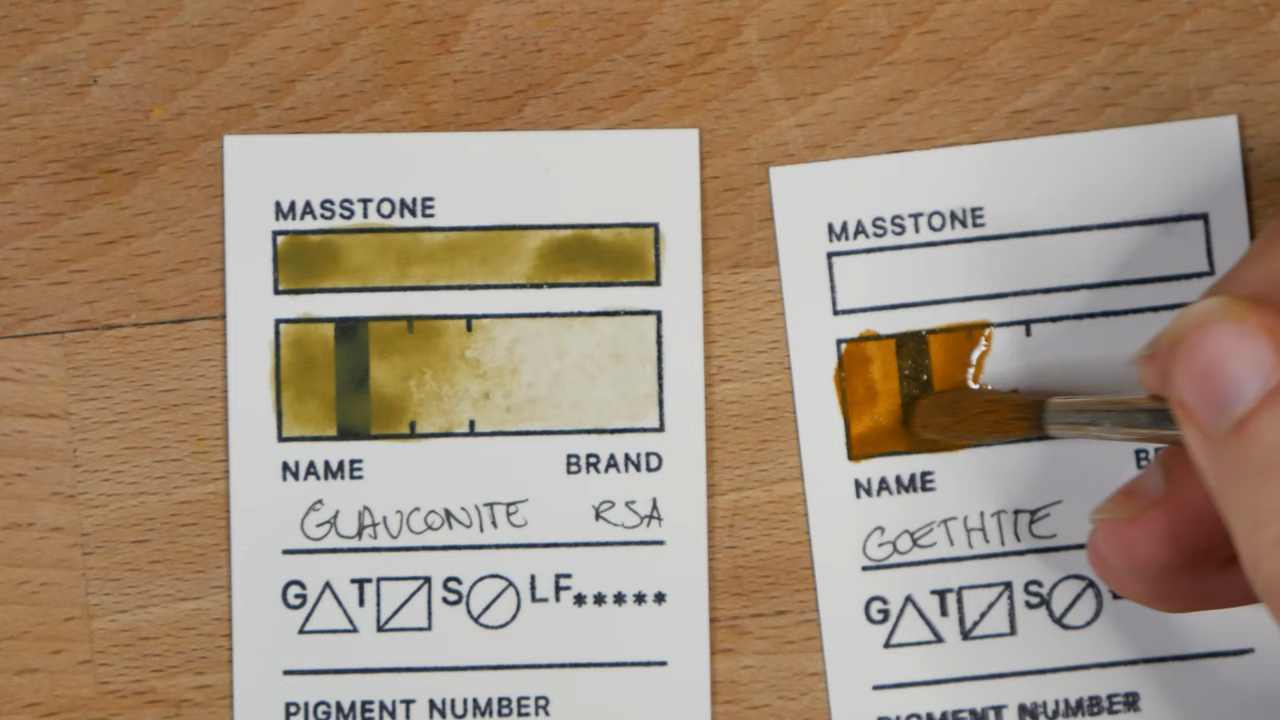 MASSTONE
NAME BRAND
GLAUCONITE RSA
G T S LF*****
PIGMENT NUMBER
MASSTONE
NAME
GOETHITE
G T S
PIGMENT NUMBER